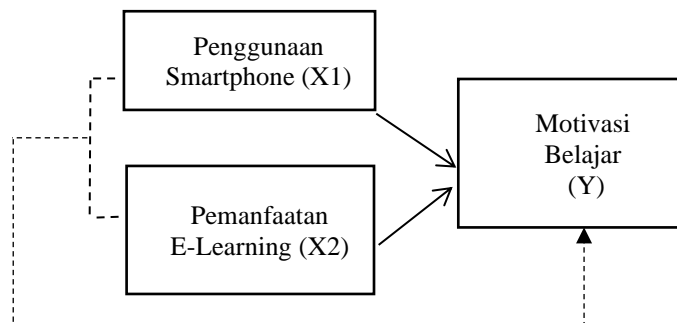 Penggunaan
Smartphone (X1)
Motivasi
Belajar
(Y)
Pemanfaatan
E-Learning (X2)